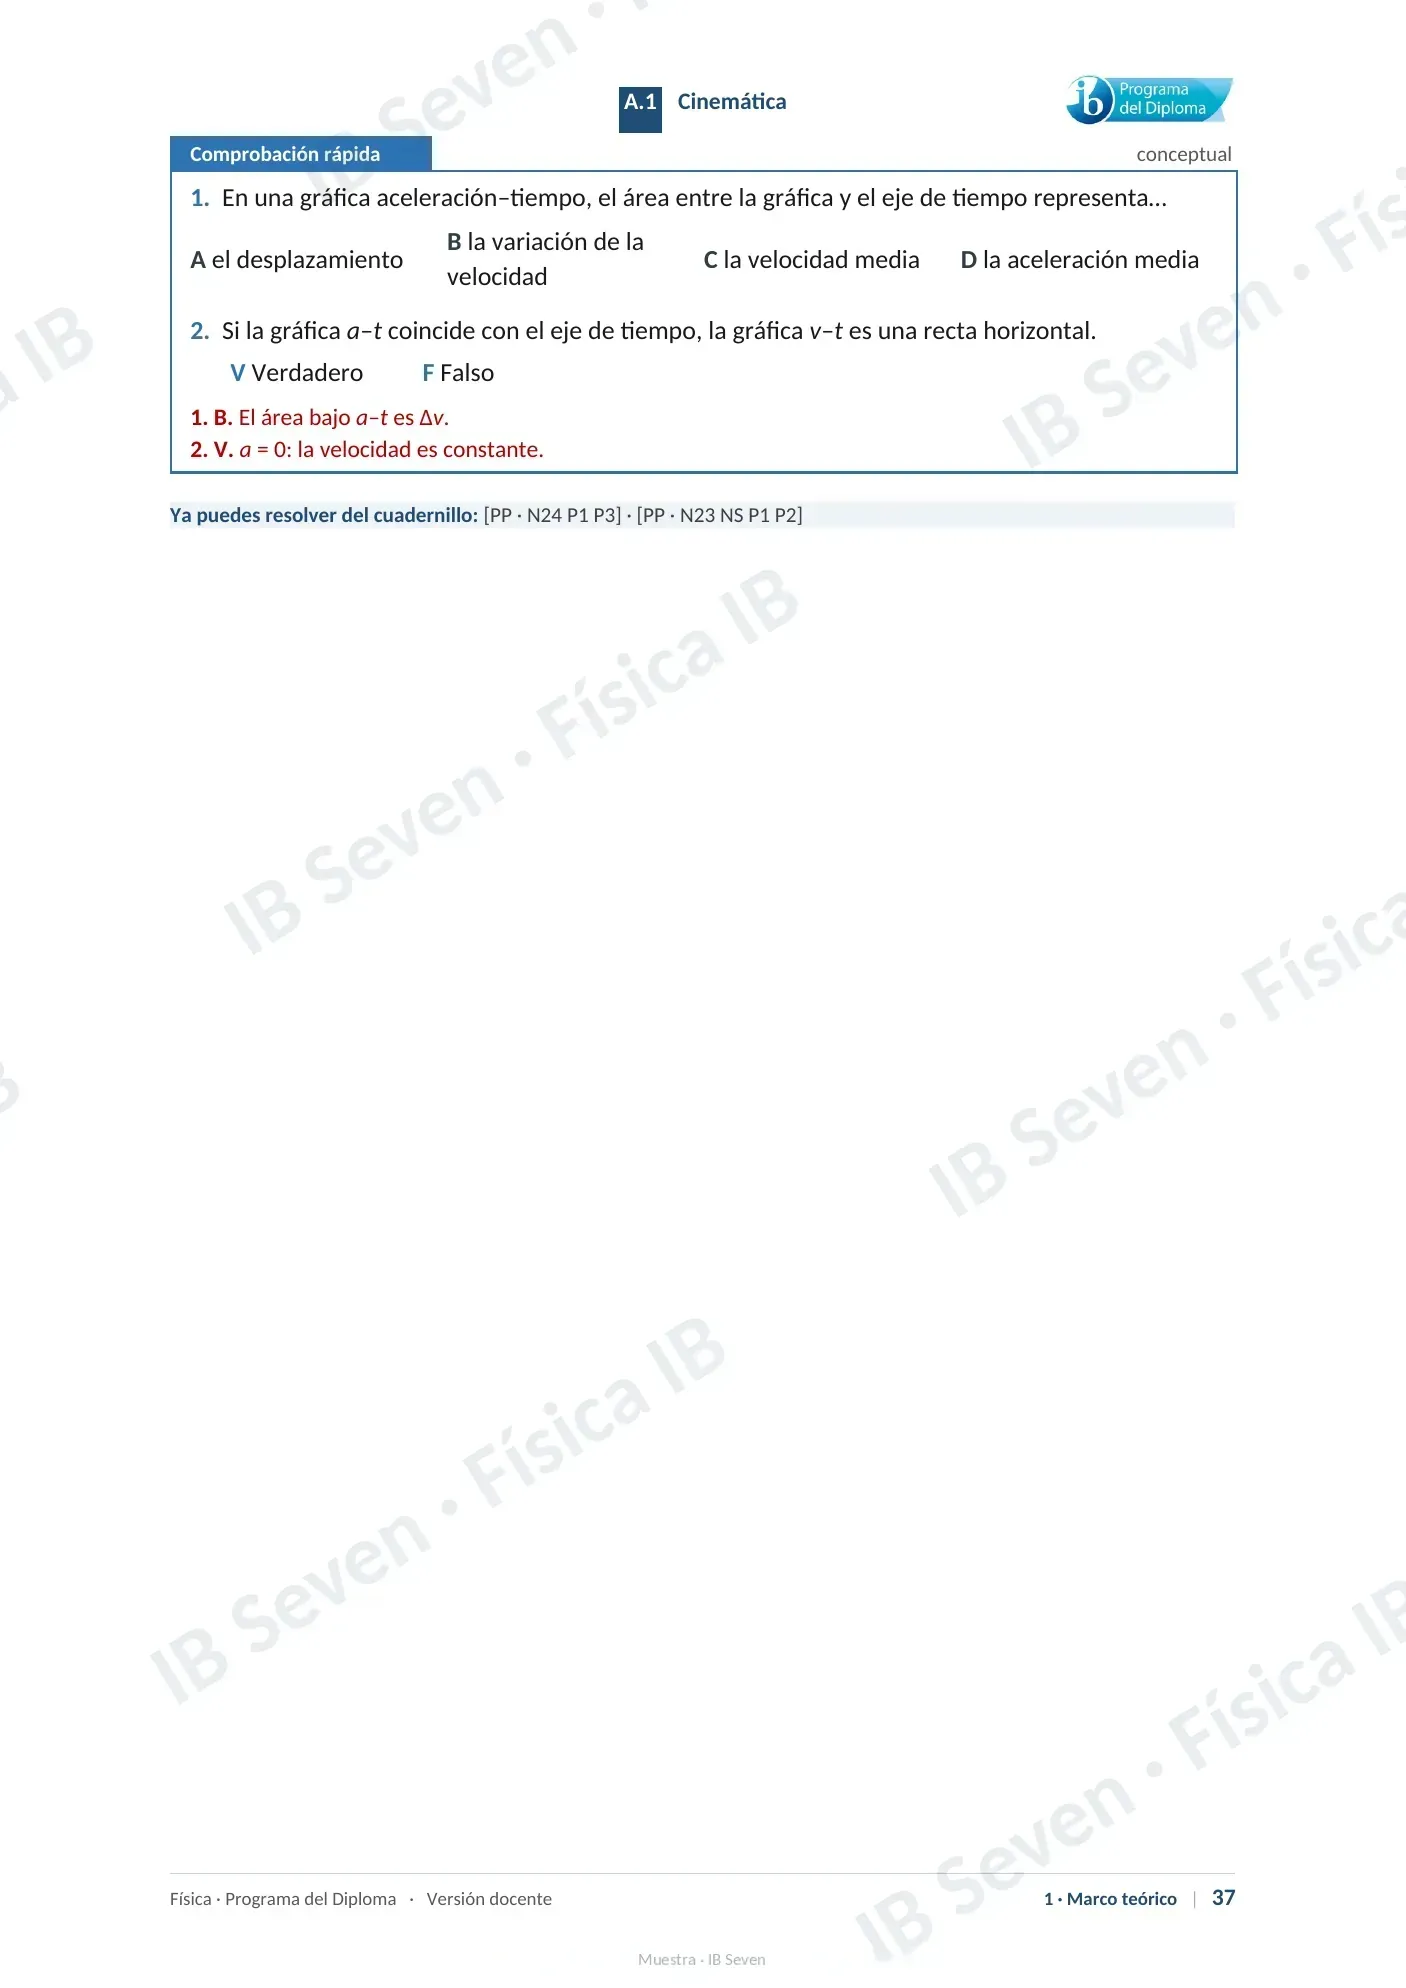 A.1 Cinemática
Programa
del Diploma
Comprobación rápida
conceptual
1. En una gráfica aceleración–tiempo, el área entre la gráfica y el eje de tiempo representa...
A el desplazamiento
B la variación de la
velocidad
C la velocidad media
D la aceleración media
2. Si la gráfica a–t coincide con el eje de tiempo, la gráfica v–t es una recta horizontal.
V Verdadero F Falso
1. B. El área bajo a–t es Δv.
2. V. a = 0: la velocidad es constante.
Ya puedes resolver del cuadernillo: [PP · N24 P1 P3] · [PP · N23 NS P1 P2]
IB Seven · Física IB
IB Seven · Física
IB Seven · Física IB
IB Seven · Física IB
Física · Programa del Diploma · Versión docente
1 · Marco teórico | 37
Muestra · IB Seven